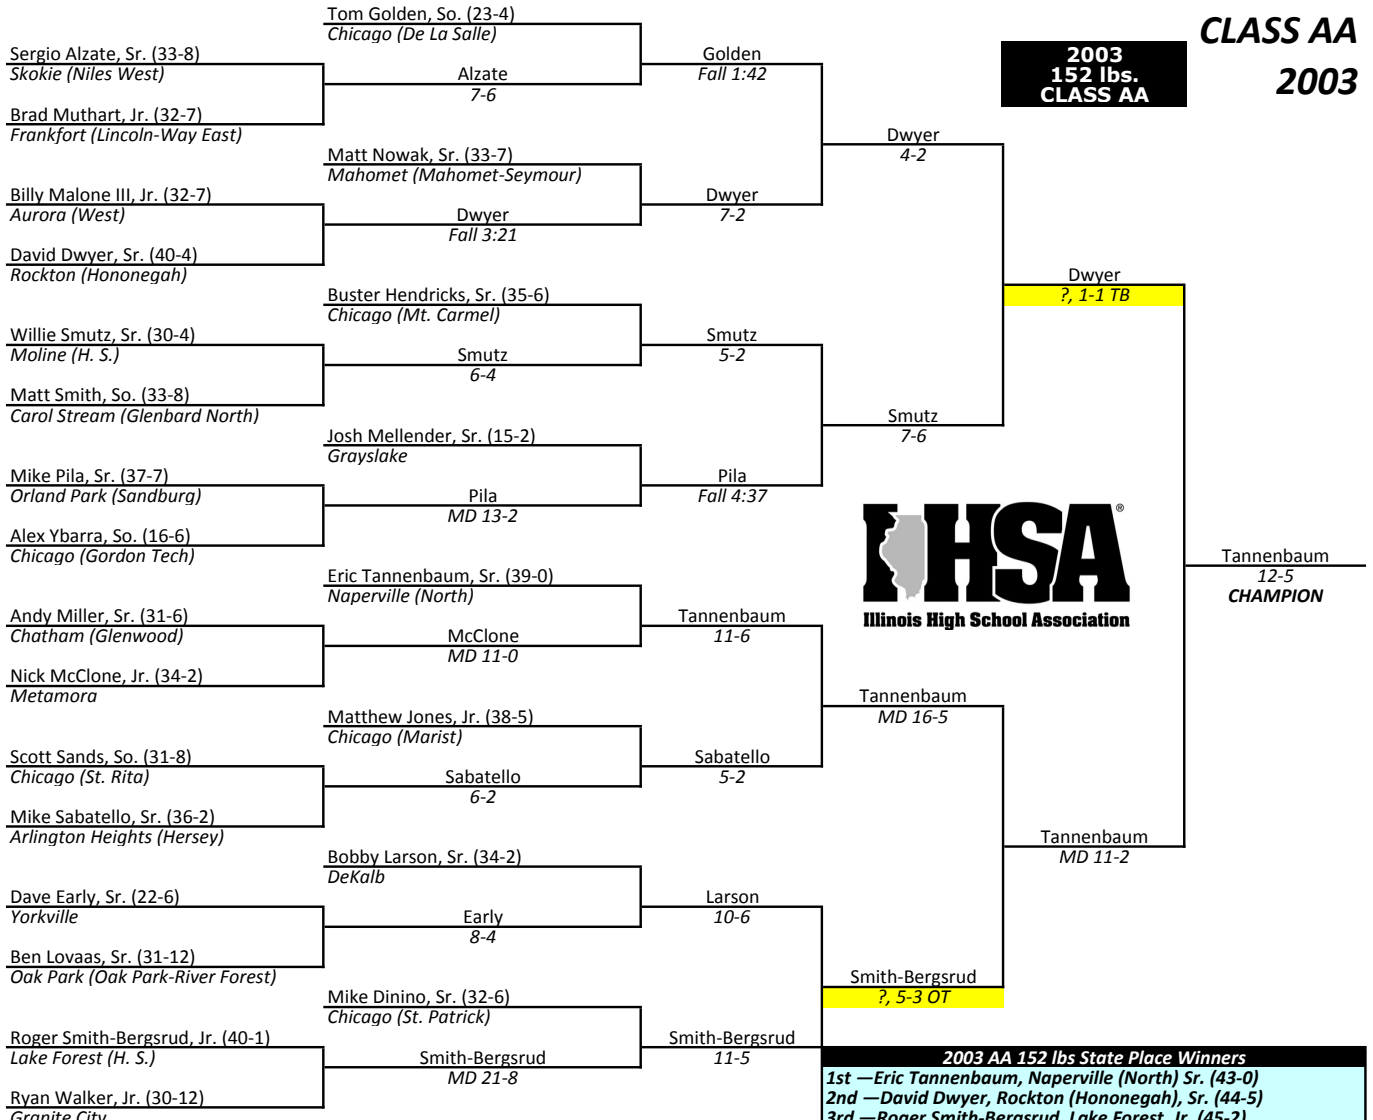 CLASS AA
2003
2003
152 lbs.
CLASS AA
Tom Golden, So. (23-4)
Chicago (De La Salle)
Sergio Alzate, Sr. (33-8)
Skokie (Niles West)
Golden
Fall 1:42
Alzate
7-6
Brad Muthart, Jr. (32-7)
Frankfort (Lincoln-Way East)
Dwyer
4-2
Matt Nowak, Sr. (33-7)
Mahomet (Mahomet-Seymour)
Billy Malone III, Jr. (32-7)
Aurora (West)
Dwyer
7-2
Dwyer
Fall 3:21
David Dwyer, Sr. (40-4)
Rockton (Hononegah)
Dwyer
?, 1-1 TB
Buster Hendricks, Sr. (35-6)
Chicago (Mt. Carmel)
Willie Smutz, Sr. (30-4)
Moline (H. S.)
Smutz
5-2
Smutz
6-4
Matt Smith, So. (33-8)
Carol Stream (Glenbard North)
Smutz
7-6
Josh Mellender, Sr. (15-2)
Grayslake
Mike Pila, Sr. (37-7)
Orland Park (Sandburg)
Pila
Fall 4:37
Pila
MD 13-2
Alex Ybarra, So. (16-6)
Chicago (Gordon Tech)
IHSA®
Illinois High School Association
Tannenbaum
12-5
CHAMPION
Eric Tannenbaum, Sr. (39-0)
Naperville (North)
Andy Miller, Sr. (31-6)
Chatham (Glenwood)
Tannenbaum
11-6
McClone
MD 11-0
Nick McClone, Jr. (34-2)
Metamora
Tannenbaum
MD 16-5
Matthew Jones, Jr. (38-5)
Chicago (Marist)
Scott Sands, So. (31-8)
Chicago (St. Rita)
Sabatello
5-2
Sabatello
6-2
Mike Sabatello, Sr. (36-2)
Arlington Heights (Hersey)
Tannenbaum
MD 11-2
Bobby Larson, Sr. (34-2)
DeKalb
Dave Early, Sr. (22-6)
Yorkville
Larson
10-6
Early
8-4
Ben Lovaas, Sr. (31-12)
Oak Park (Oak Park-River Forest)
Smith-Bergsrud
?, 5-3 OT
Mike Dinino, Sr. (32-6)
Chicago (St. Patrick)
Roger Smith-Bergsrud, Jr. (40-1)
Lake Forest (H. S.)
Smith-Bergsrud
11-5
Smith-Bergsrud
MD 21-8
Ryan Walker, Jr. (30-12)
Granite City
2003 AA 152 lbs State Place Winners
1st —Eric Tannenbaum, Naperville (North) Sr. (43-0)
2nd —David Dwyer, Rockton (Hononegah), Sr. (44-5)
3rd —Roger Smith-Bergsrud, Lake Forest, Jr. (45-2)